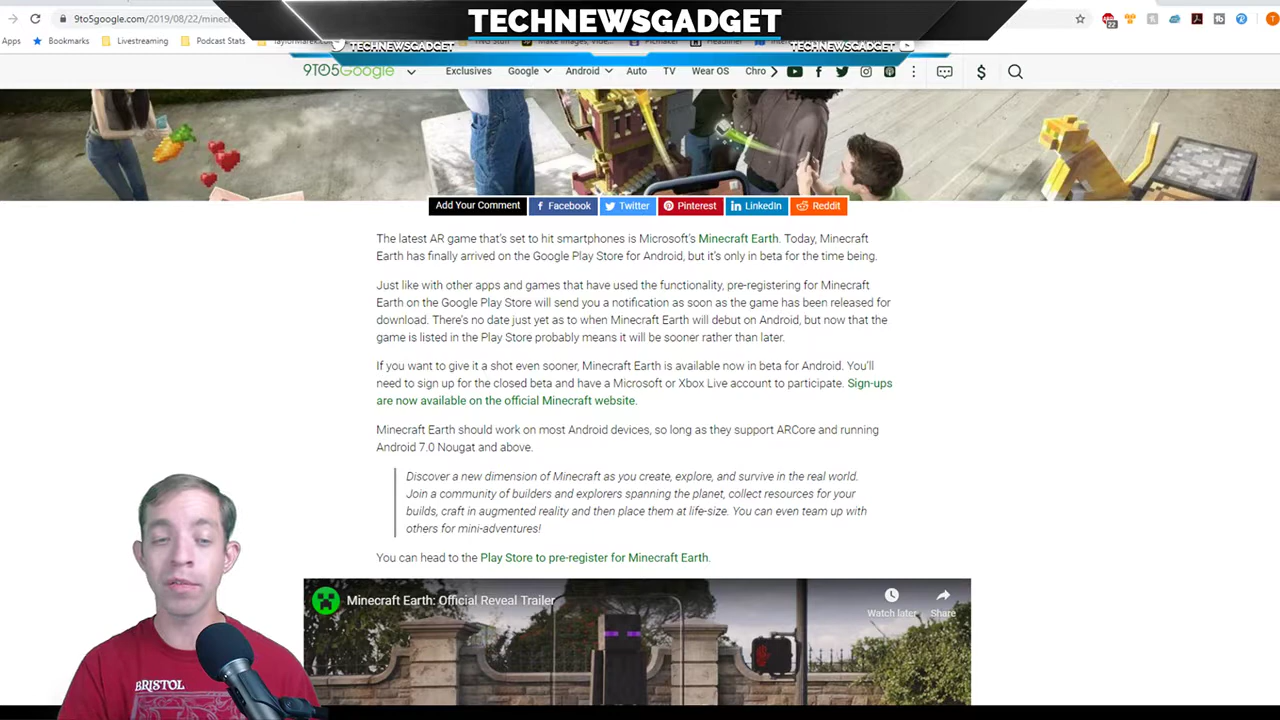 TECHNEWSGADGET
9to5google.com/2019/08/22/minec
22
Apps
Bookmarks
Livestreaming
Podcast Stats
TECHNEWSGADGET
TECHNEWSGADGET
9TO5Google
Exclusives
Google
Android
Auto
TV
Wear OS
Chro
Add Your Comment
Facebook
Twitter
Pinterest
LinkedIn
Reddit
The latest AR game that's set to hit smartphones is Microsoft's Minecraft Earth. Today, Minecraft
Earth has finally arrived on the Google Play Store for Android, but it's only in beta for the time being.
Just like with other apps and games that have used the functionality, pre-registering for Minecraft
Earth on the Google Play Store will send you a notification as soon as the game has been released for
download. There's no date just yet as to when Minecraft Earth will debut on Android, but now that the
game is listed in the Play Store probably means it will be sooner rather than later.
If you want to give it a shot even sooner, Minecraft Earth is available now in beta for Android. You'll
need to sign up for the closed beta and have a Microsoft or Xbox Live account to participate. Sign-ups
are now available on the official Minecraft website.
Minecraft Earth should work on most Android devices, so long as they support ARCore and running
Android 7.0 Nougat and above.
Discover a new dimension of Minecraft as you create, explore, and survive in the real world.
Join a community of builders and explorers spanning the planet, collect resources for your
builds, craft in augmented reality and then place them at life-size. You can even team up with
others for mini-adventures!
You can head to the Play Store to pre-register for Minecraft Earth.
Minecraft Earth: Official Reveal Trailer
Watch later
Share
BRISTOL